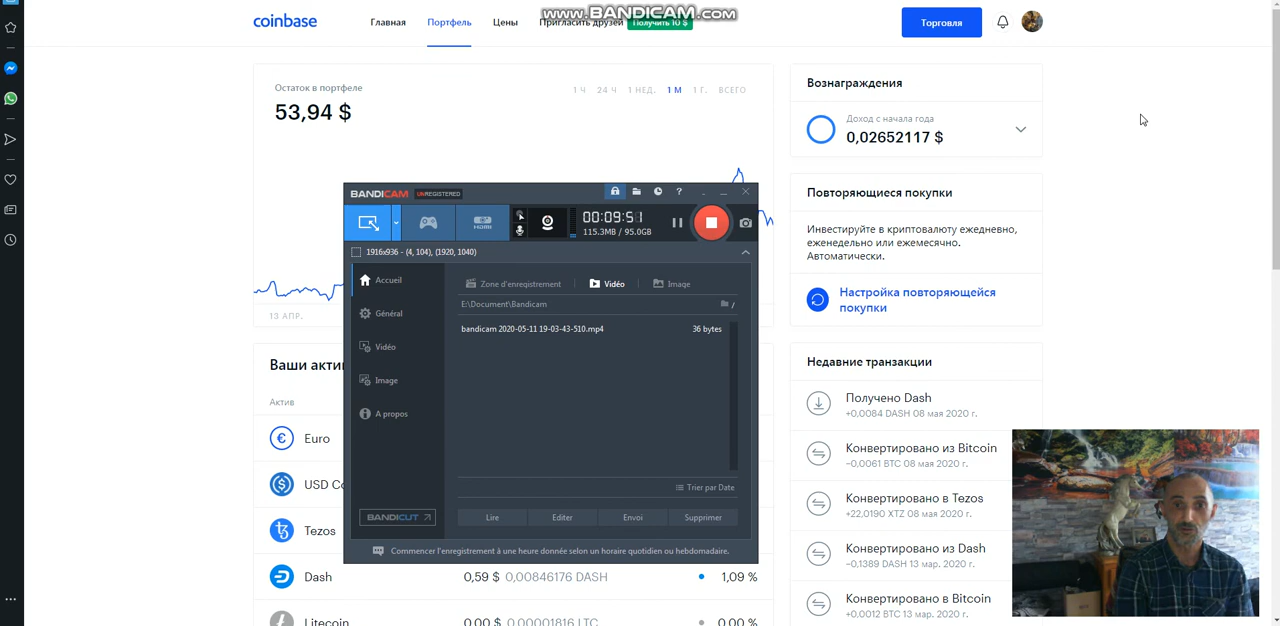 www.BANDICAM.com
coinbase
Главная
Портфель
Цены
Пригласить друзей
Получить 10 $
Торговля
Остаток в портфеле
53,94 $
1 Ч 24 Ч 1 НЕД. 1 М 1 Г. ВСЕГО
13 АПР.
Вознаграждения
Доход с начала года
0,02652117 $
Повторяющиеся покупки
Инвестируйте в криптовалюту ежедневно,
еженедельно или ежемесячно.
Автоматически.
Настройка повторяющейся
покупки
BANDICAM UNREGISTERED
?
HDMI
00:09:51
115.3MB / 95.0GB
1916x936 - (4, 104), (1920, 1040)
Accueil
Général
Vidéo
Image
A propos
BANDICUT
Zone d'enregistrement
Vidéo
Image
E:\Document\Bandicam
bandicam 2020-05-11 19-03-43-510.mp4
36 bytes
Trier par Date
Lire
Editer
Envoi
Supprimer
Commencer l'enregistrement à une heure donnée selon un horaire quotidien ou hebdomadaire.
Ваши
Актив
Euro
USD
Tezos
Dash
0,59 $ 0,00846176 DASH
1,09 %
Litecoin
0,00 $ 0,00001816 LTC
0,00 %
Недавние транзакции
Получено Dash
+0,0084 DASH 08 мая 2020 г.
Конвертировано из Bitcoin
−0,0061 BTC 08 мая 2020 г.
Конвертировано в Tezos
+22,0190 XTZ 08 мая 2020 г.
Конвертировано из Dash
−0,1389 DASH 13 мар. 2020 г.
Конвертировано в Bitcoin
+0,0012 BTC 13 мар. 2020 г.